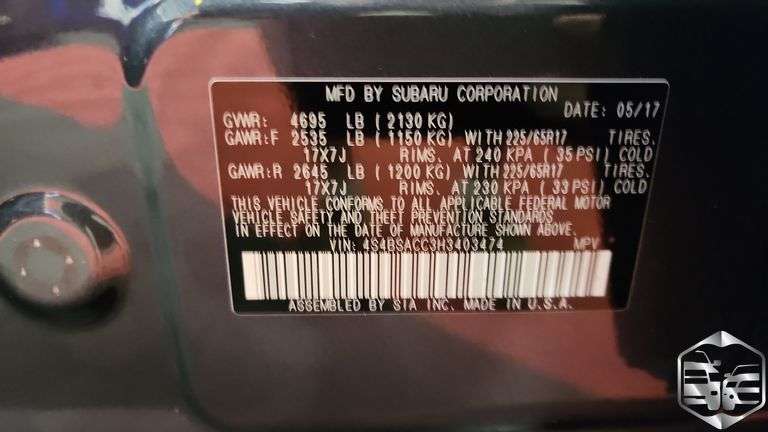 MFD BY SUBARU CORPORATION
DATE: 05/17
GVWR: 4695 LB (2130 KG)
GAWR:F 2535 LB (1150 KG) WITH 225/65R17 TIRES.
17X7J RIMS. AT 240 KPA (35 PSI) COLD
GAWR:R 2645 LB (1200 KG) WITH 225/65R17 TIRES.
17X7J RIMS. AT 230 KPA (33 PSI) COLD
THIS VEHICLE CONFORMS TO ALL APPLICABLE FEDERAL MOTOR
VEHICLE SAFETY AND THEFT PREVENTION STANDARDS
IN EFFECT ON THE DATE OF MANUFACTURE SHOWN ABOVE.
VIN: 4S4BSACC3H3403474 MPV
ASSEMBLED BY SIA INC. MADE IN U.S.A.